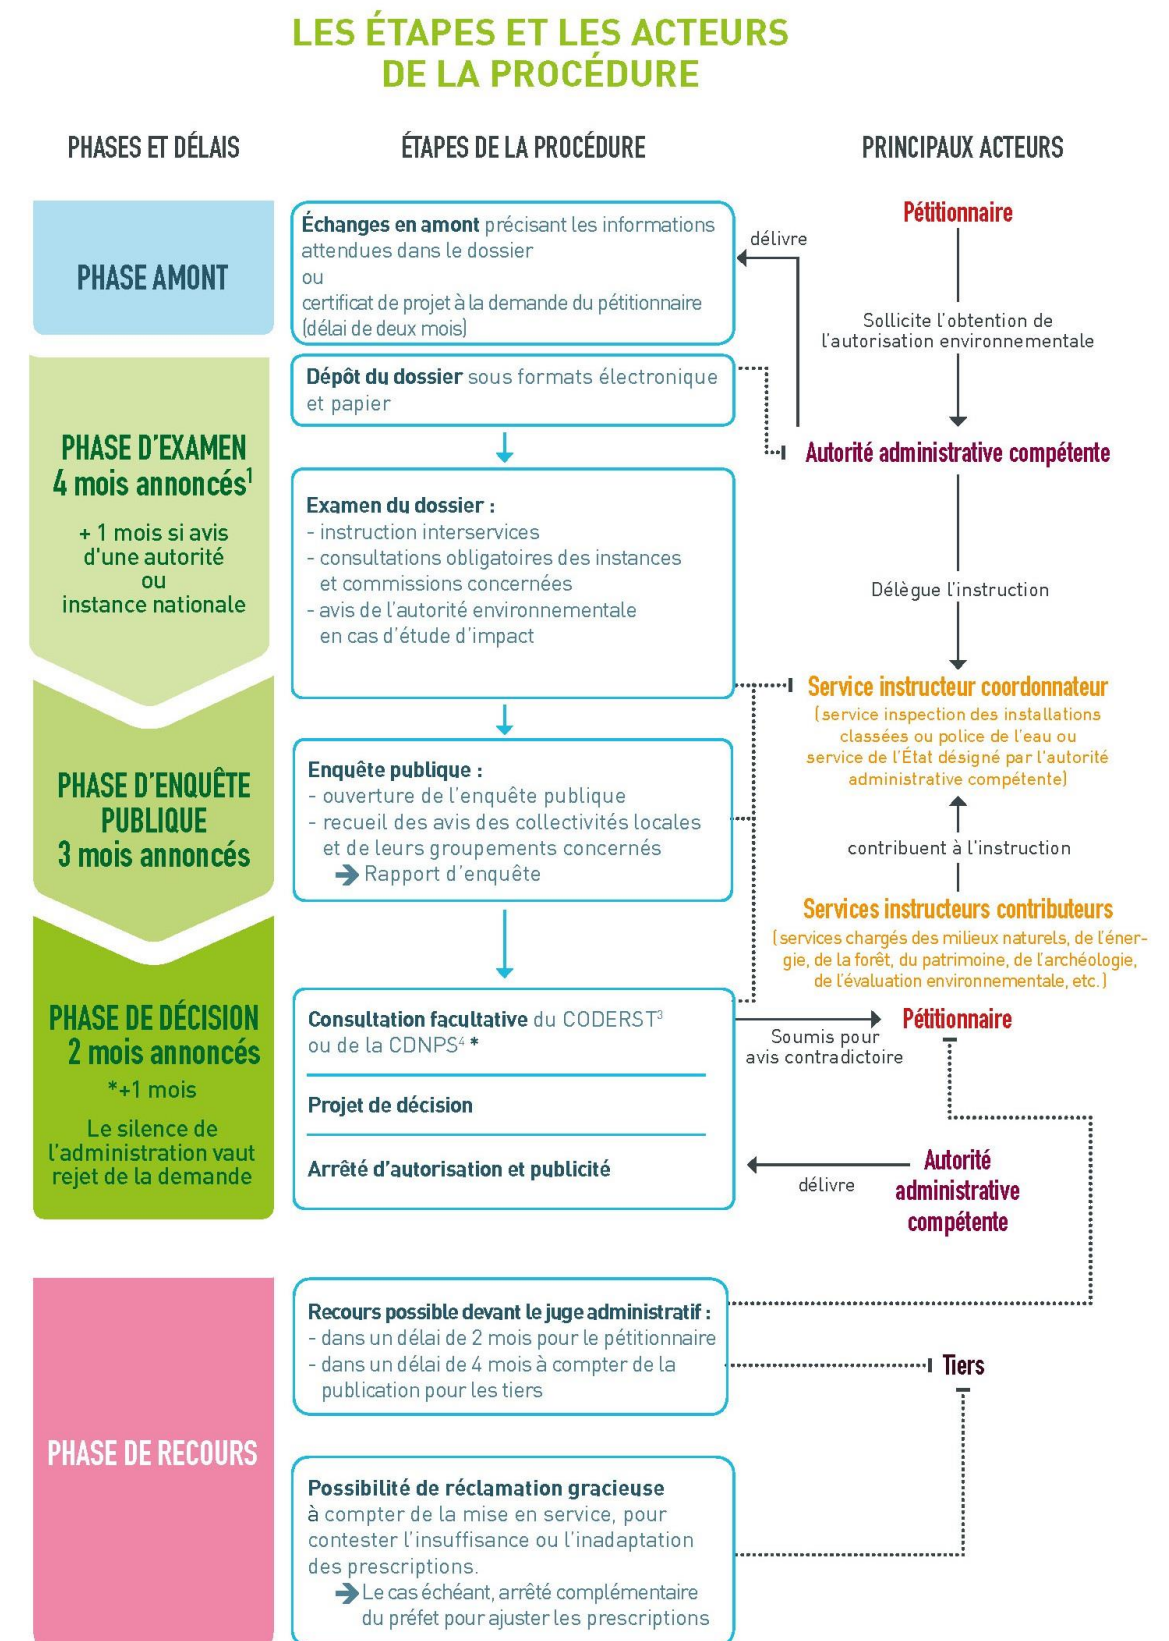 LES ÉTAPES ET LES ACTEURS
DE LA PROCÉDURE
PHASES ET DÉLAIS
ÉTAPES DE LA PROCÉDURE
PRINCIPAUX ACTEURS
PHASE AMONT
Échanges en amont précisant les informations
attendues dans le dossier
ou
certificat de projet à la demande du pétitionnaire
(délai de deux mois)
délivre
Pétitionnaire
Sollicite l'obtention de
l'autorisation environnementale
PHASE D'EXAMEN
4 mois annoncés¹
+ 1 mois si avis
d'une autorité
ou
instance nationale
Dépôt du dossier sous formats électronique
et papier
Autorité administrative compétente
Examen du dossier :
- instruction interservices
- consultations obligatoires des instances
et commissions concernées
- avis de l'autorité environnementale
en cas d'étude d'impact
Délègue l'instruction
Service instructeur coordonnateur
(service inspection des installations
classées ou police de l'eau ou
service de l'État désigné par l'autorité
administrative compétente)
PHASE D'ENQUÊTE
PUBLIQUE
3 mois annoncés
Enquête publique :
- ouverture de l'enquête publique
- recueil des avis des collectivités locales
et de leurs groupements concernés
➔ Rapport d'enquête
contribuent à l'instruction
Services instructeurs contributeurs
(services chargés des milieux naturels, de l'éner-
gie, de la forêt, du patrimoine, de l'archéologie,
de l'évaluation environnementale, etc.)
PHASE DE DÉCISION
2 mois annoncés
*+1 mois
Le silence de
l'administration vaut
rejet de la demande
Consultation facultative du CODERST³
ou de la CDNPS⁴ *
Projet de décision
Arrêté d'autorisation et publicité
Soumis pour
avis contradictoire
Pétitionnaire
délivre
Autorité
administrative
compétente
PHASE DE RECOURS
Recours possible devant le juge administratif :
- dans un délai de 2 mois pour le pétitionnaire
- dans un délai de 4 mois à compter de la
publication pour les tiers
Tiers
Possibilité de réclamation gracieuse
à compter de la mise en service, pour
contester l'insuffisance ou l'inadaptation
des prescriptions.
➔ Le cas échéant, arrêté complémentaire
du préfet pour ajuster les prescriptions